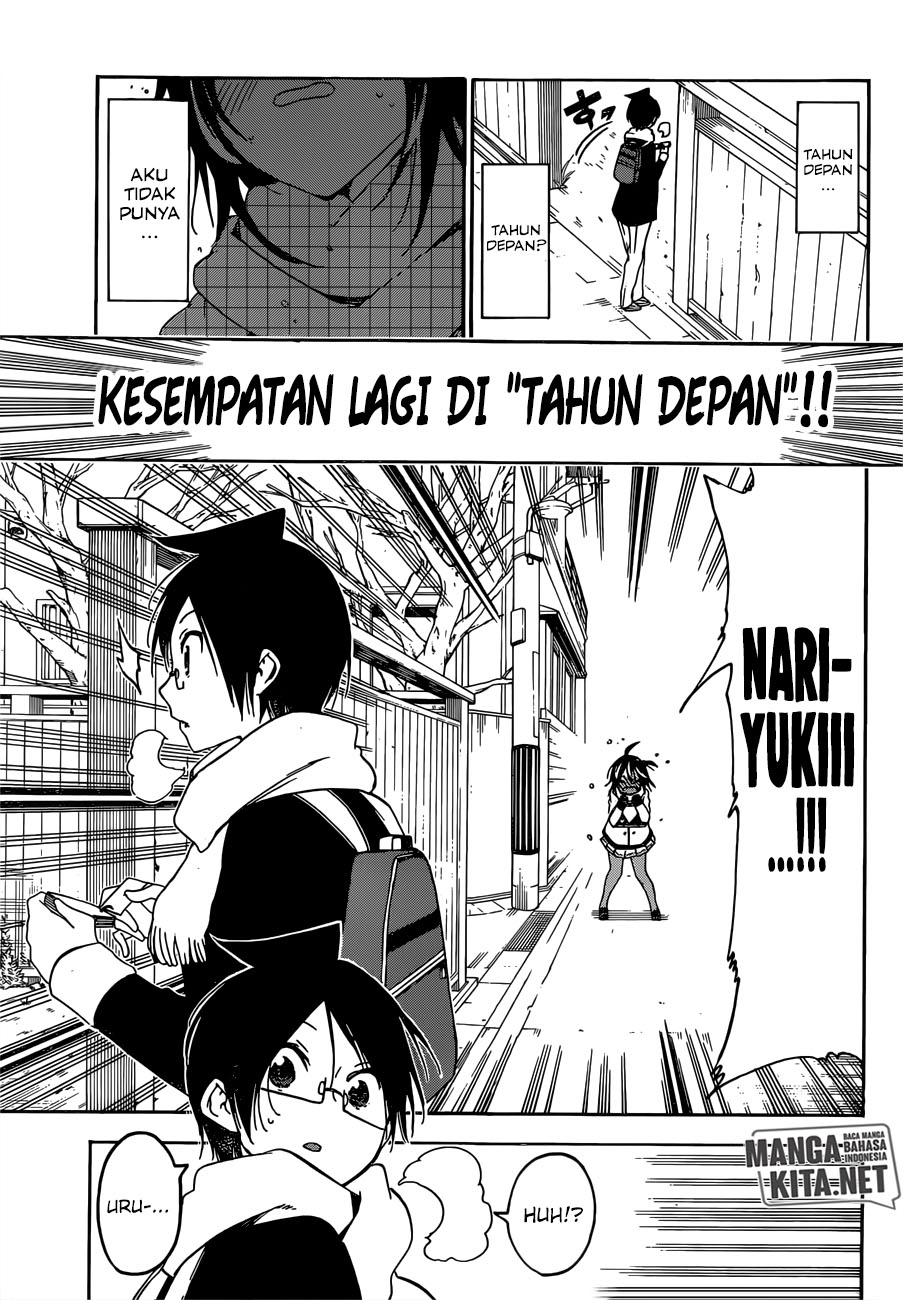 TAHUN
DEPAN
...
TAHUN
DEPAN?
AKU
TIDAK
PUNYA
...
KESEMPATAN LAGI DI "TAHUN DEPAN"!!
NARI-
YUKIII
...!!!
HUH!?
URU-...
MANGA
KITA.NET
BACA MANGA
BAHASA
INDONESIA